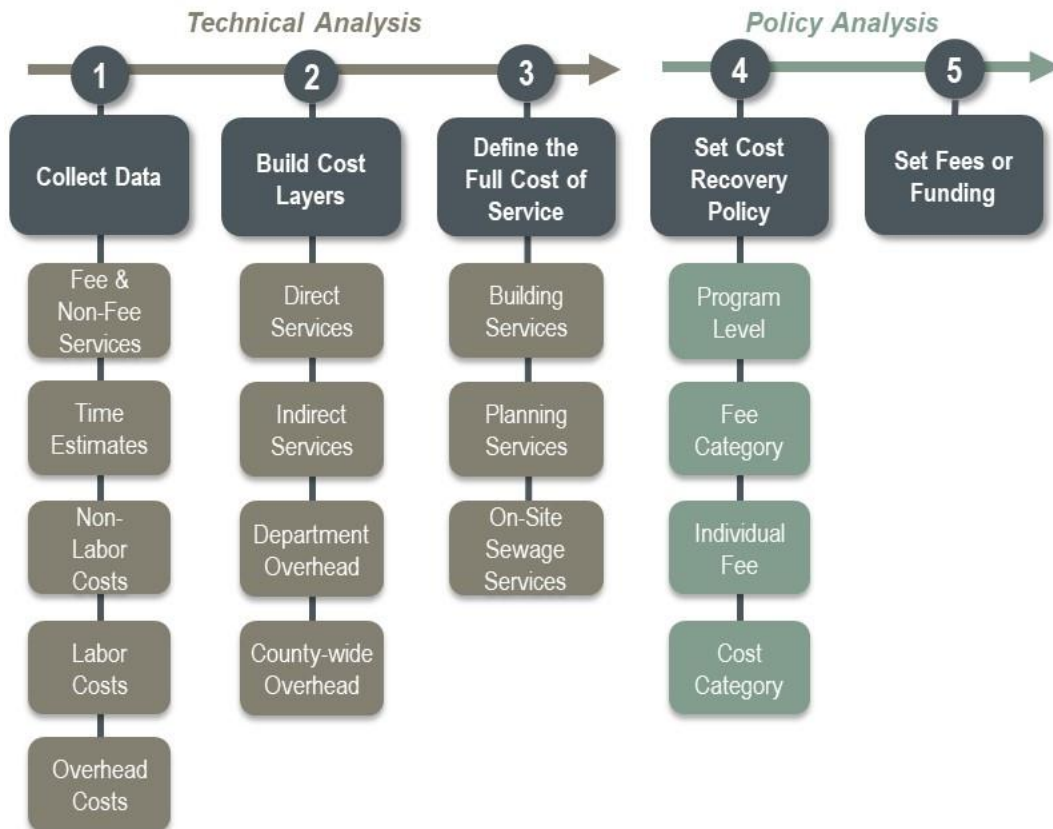 Technical Analysis
Policy Analysis
1
2
3
4
5
Collect Data
Build Cost
Layers
Define the
Full Cost of
Service
Set Cost
Recovery
Policy
Set Fees or
Funding
Fee &
Non-Fee
Services
Time
Estimates
Non-
Labor
Costs
Labor
Costs
Overhead
Costs
Direct
Services
Indirect
Services
Department
Overhead
County-wide
Overhead
Building
Services
Planning
Services
On-Site
Sewage
Services
Program
Level
Fee
Category
Individual
Fee
Cost
Category